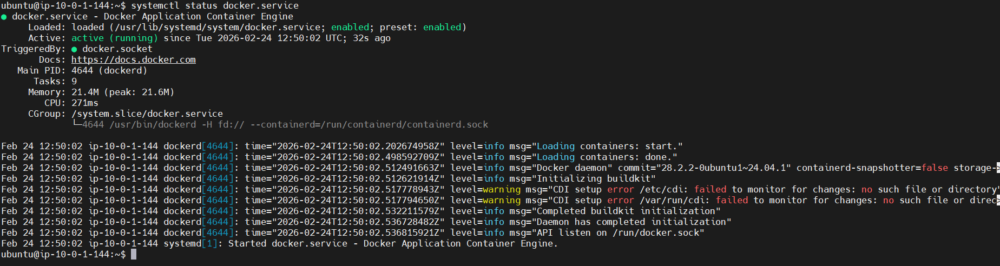 ubuntu@ip-10-0-1-144:~$ systemctl status docker.service
● docker.service - Docker Application Container Engine
     Loaded: loaded (/usr/lib/systemd/system/docker.service; enabled; preset: enabled)
     Active: active (running) since Tue 2026-02-24 12:50:02 UTC; 32s ago
TriggeredBy: ● docker.socket
       Docs: https://docs.docker.com
   Main PID: 4644 (dockerd)
      Tasks: 9
     Memory: 21.4M (peak: 21.6M)
        CPU: 271ms
     CGroup: /system.slice/docker.service
             └─4644 /usr/bin/dockerd -H fd:// --containerd=/run/containerd/containerd.sock

Feb 24 12:50:02 ip-10-0-1-144 dockerd[4644]: time="2026-02-24T12:50:02.202674958Z" level=info msg="Loading containers: start."
Feb 24 12:50:02 ip-10-0-1-144 dockerd[4644]: time="2026-02-24T12:50:02.498592709Z" level=info msg="Loading containers: done."
Feb 24 12:50:02 ip-10-0-1-144 dockerd[4644]: time="2026-02-24T12:50:02.512491663Z" level=info msg="Docker daemon" commit="28.2.2-0ubuntu1~24.04.1" containerd-snapshotter=false storage->
Feb 24 12:50:02 ip-10-0-1-144 dockerd[4644]: time="2026-02-24T12:50:02.512621914Z" level=info msg="Initializing buildkit"
Feb 24 12:50:02 ip-10-0-1-144 dockerd[4644]: time="2026-02-24T12:50:02.517778943Z" level=warning msg="CDI setup error /etc/cdi: failed to monitor for changes: no such file or directory"
Feb 24 12:50:02 ip-10-0-1-144 dockerd[4644]: time="2026-02-24T12:50:02.517794650Z" level=warning msg="CDI setup error /var/run/cdi: failed to monitor for changes: no such file or direc>
Feb 24 12:50:02 ip-10-0-1-144 dockerd[4644]: time="2026-02-24T12:50:02.532211579Z" level=info msg="Completed buildkit initialization"
Feb 24 12:50:02 ip-10-0-1-144 dockerd[4644]: time="2026-02-24T12:50:02.536728482Z" level=info msg="Daemon has completed initialization"
Feb 24 12:50:02 ip-10-0-1-144 dockerd[4644]: time="2026-02-24T12:50:02.536815921Z" level=info msg="API listen on /run/docker.sock"
Feb 24 12:50:02 ip-10-0-1-144 systemd[1]: Started docker.service - Docker Application Container Engine.
ubuntu@ip-10-0-1-144:~$